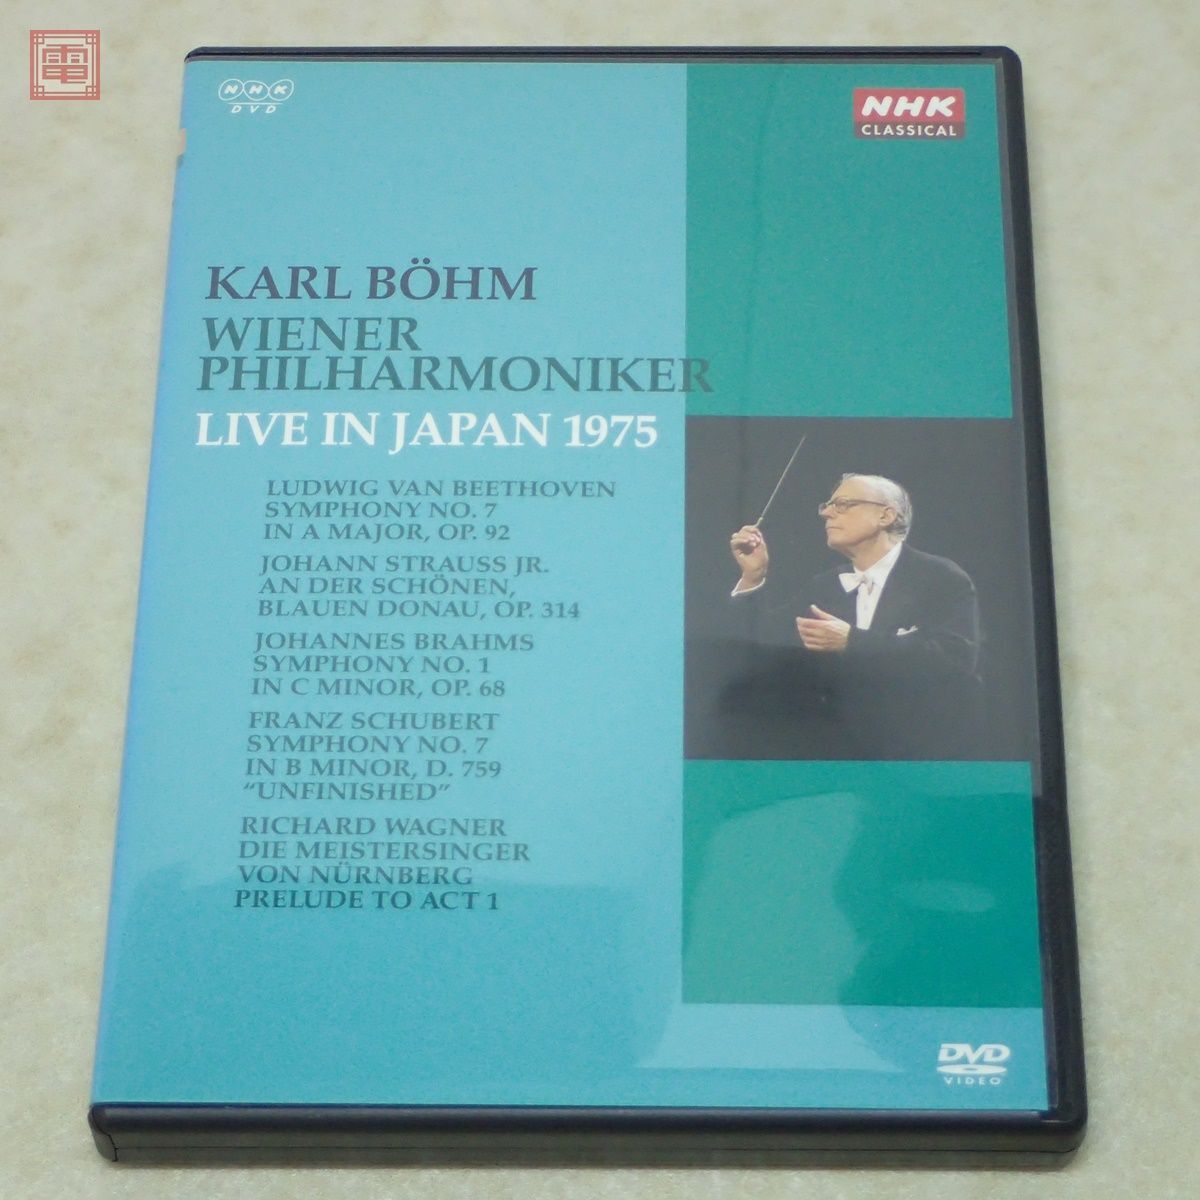 電
NHK
DVD
NHK
CLASSICAL
KARL BÖHM
WIENER
PHILHARMONIKER
LIVE IN JAPAN 1975
LUDWIG VAN BEETHOVEN
SYMPHONY NO. 7
IN A MAJOR, OP. 92
JOHANN STRAUSS JR.
AN DER SCHÖNEN,
BLAUEN DONAU, OP. 314
JOHANNES BRAHMS
SYMPHONY NO. 1
IN C MINOR, OP. 68
FRANZ SCHUBERT
SYMPHONY NO. 7
IN B MINOR, D. 759
“UNFINISHED”
RICHARD WAGNER
DIE MEISTERSINGER
VON NÜRNBERG
PRELUDE TO ACT 1
DVD
VIDEO